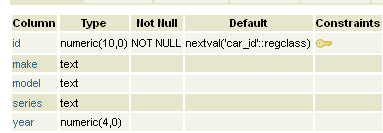 Column Type Not Null Default Constraints
id numeric(10,0) NOT NULL nextval('car_id'::regclass)
make text
model text
series text
year numeric(4,0)